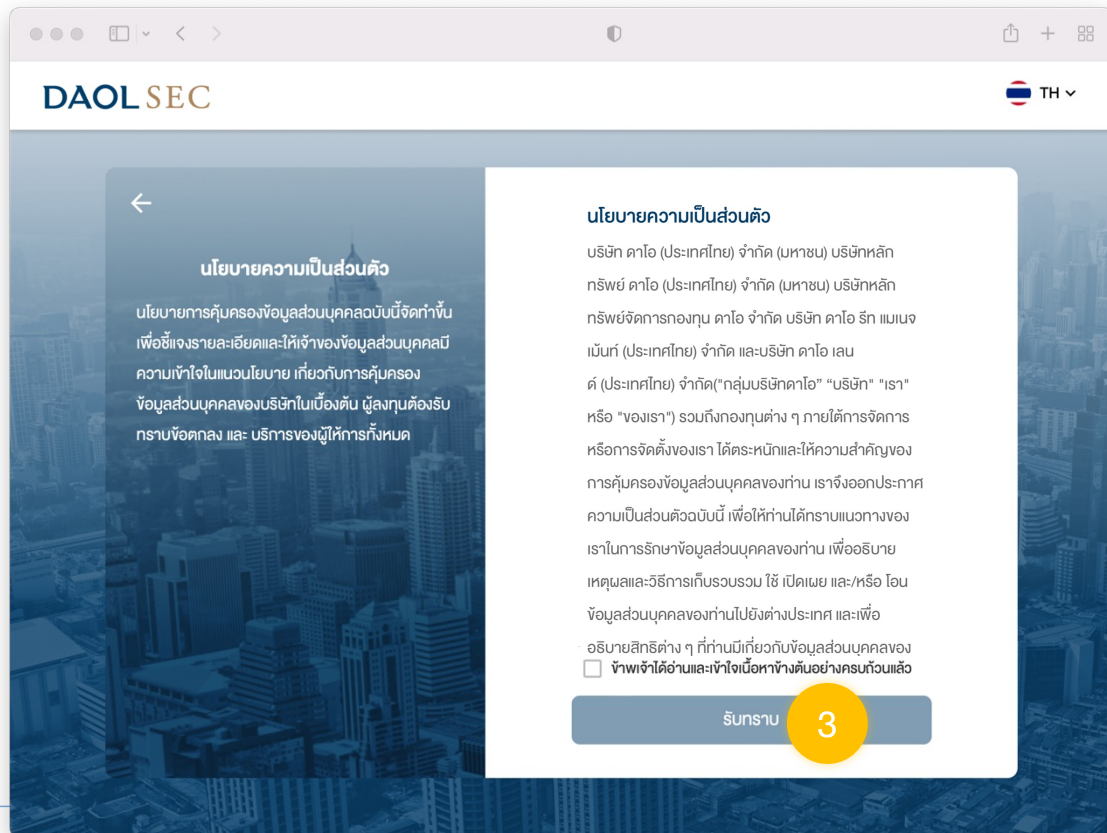 DAOL SEC
TH
นโยบายความเป็นส่วนตัว
นโยบายการคุ้มครองข้อมูลส่วนบุคคลฉบับนี้จัดทำขึ้น
เพื่อชี้แจงรายละเอียดและให้เจ้าของข้อมูลส่วนบุคคลมี
ความเข้าใจในแนวนโยบาย เกี่ยวกับการคุ้มครอง
ข้อมูลส่วนบุคคลของบริษัทในเบื้องต้น ผู้ลงทุนต้องรับ
ทราบข้อตกลง และ บริการของผู้ให้การทั้งหมด
นโยบายความเป็นส่วนตัว
บริษัท ดาโอ (ประเทศไทย) จำกัด (มหาชน) บริษัทหลัก
ทรัพย์ ดาโอ (ประเทศไทย) จำกัด (มหาชน) บริษัทหลัก
ทรัพย์จัดการกองทุน ดาโอ จำกัด บริษัท ดาโอ รีท แมเนจ
เม้นท์ (ประเทศไทย) จำกัด และบริษัท ดาโอ เลน
ด์ (ประเทศไทย) จำกัด("กลุ่มบริษัทดาโอ” “บริษัท" "เรา"
หรือ "ของเรา") รวมถึงกองทุนต่าง ๆ ภายใต้การจัดการ
หรือการจัดตั้งของเรา ได้ตระหนักและให้ความสำคัญของ
การคุ้มครองข้อมูลส่วนบุคคลของท่าน เราจึงออกประกาศ
ความเป็นส่วนตัวฉบับนี้ เพื่อให้ท่านได้ทราบแนวทางของ
เราในการรักษาข้อมูลส่วนบุคคลของท่าน เพื่ออธิบาย
เหตุผลและวิธีการเก็บรวบรวม ใช้ เปิดเผย และ/หรือ โอน
ข้อมูลส่วนบุคคลของท่านไปยังต่างประเทศ และเพื่อ
อธิบายสิทธิต่าง ๆ ที่ท่านมีเกี่ยวกับข้อมูลส่วนบุคคลของ
ข้าพเจ้าได้อ่านและเข้าใจเนื้อหาข้างต้นอย่างครบถ้วนแล้ว
รับทราบ
3